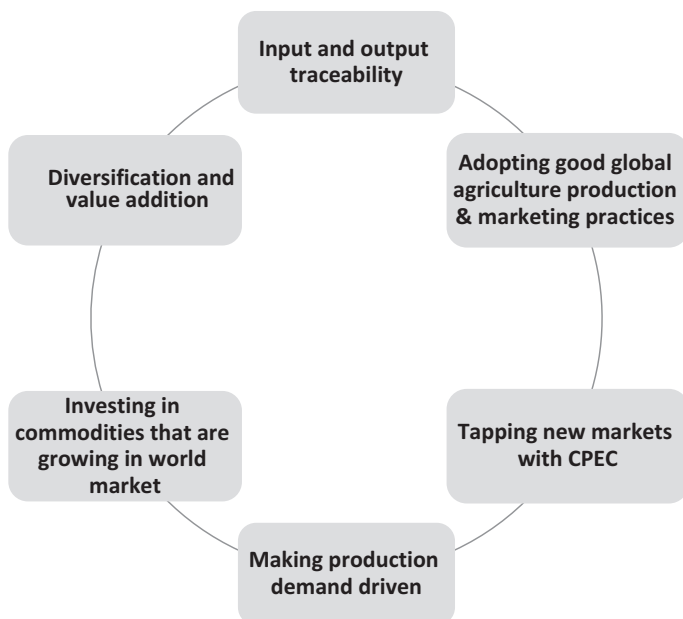 Input and output
traceability
Adopting good global
agriculture production
& marketing practices
Tapping new markets
with CPEC
Making production
demand driven
Investing in
commodities that are
growing in world
market
Diversification and
value addition